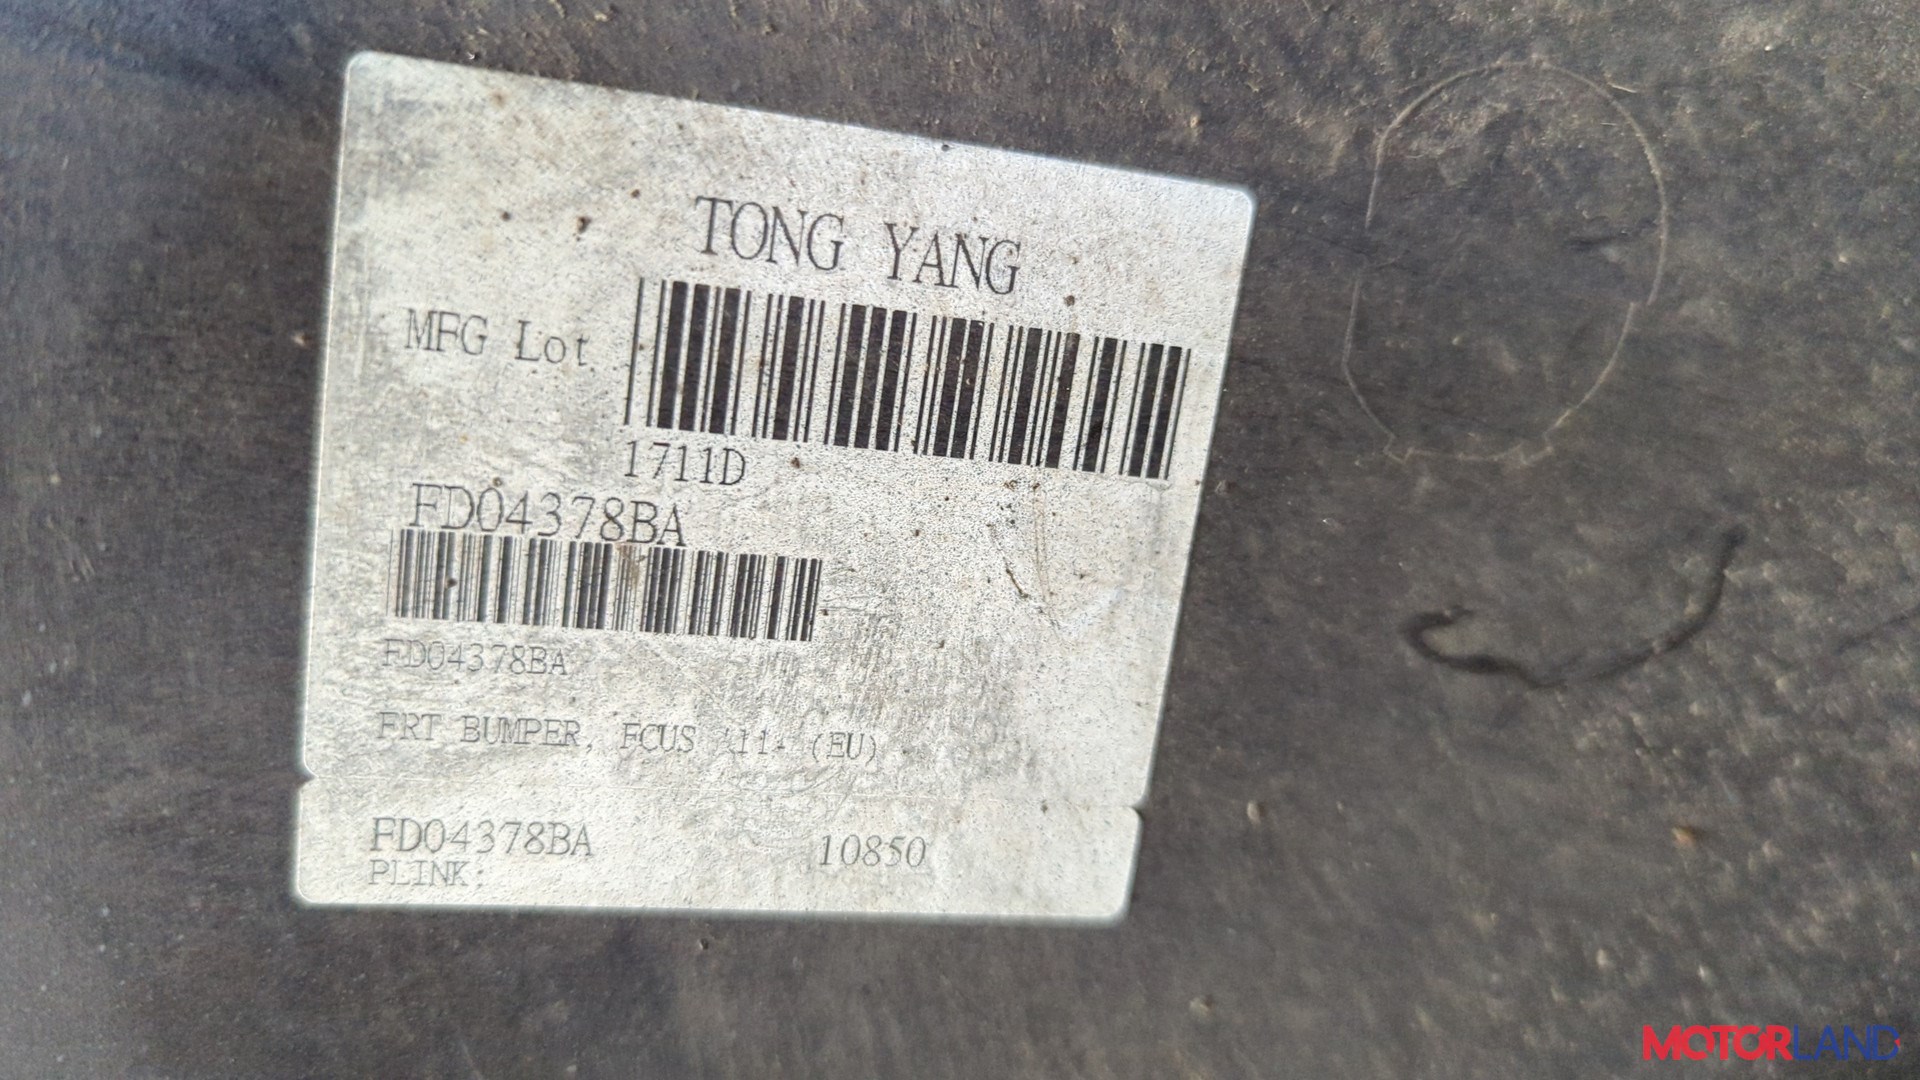 TONG YANG
MFG Lot
1711D
FD04378BA
FD04378BA
FRT BUMPER, FCUS '11- (EU)
FD04378BA 10850
PLINK:
MOTORLAND